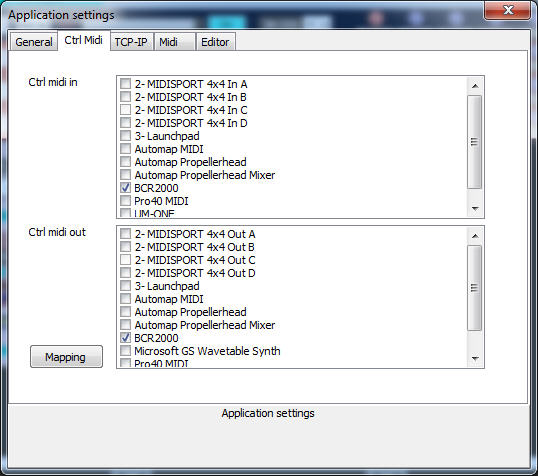 Application settings
General Ctrl Midi TCP-IP Midi Editor
Ctrl midi in
2- MIDISPORT 4x4 In A
2- MIDISPORT 4x4 In B
2- MIDISPORT 4x4 In C
2- MIDISPORT 4x4 In D
3- Launchpad
Automap MIDI
Automap Propellerhead
Automap Propellerhead Mixer
BCR2000
Pro40 MIDI
UM-ONE
Ctrl midi out
2- MIDISPORT 4x4 Out A
2- MIDISPORT 4x4 Out B
2- MIDISPORT 4x4 Out C
2- MIDISPORT 4x4 Out D
3- Launchpad
Automap MIDI
Automap Propellerhead
Automap Propellerhead Mixer
BCR2000
Microsoft GS Wavetable Synth
Pro40 MIDI
Mapping
Application settings